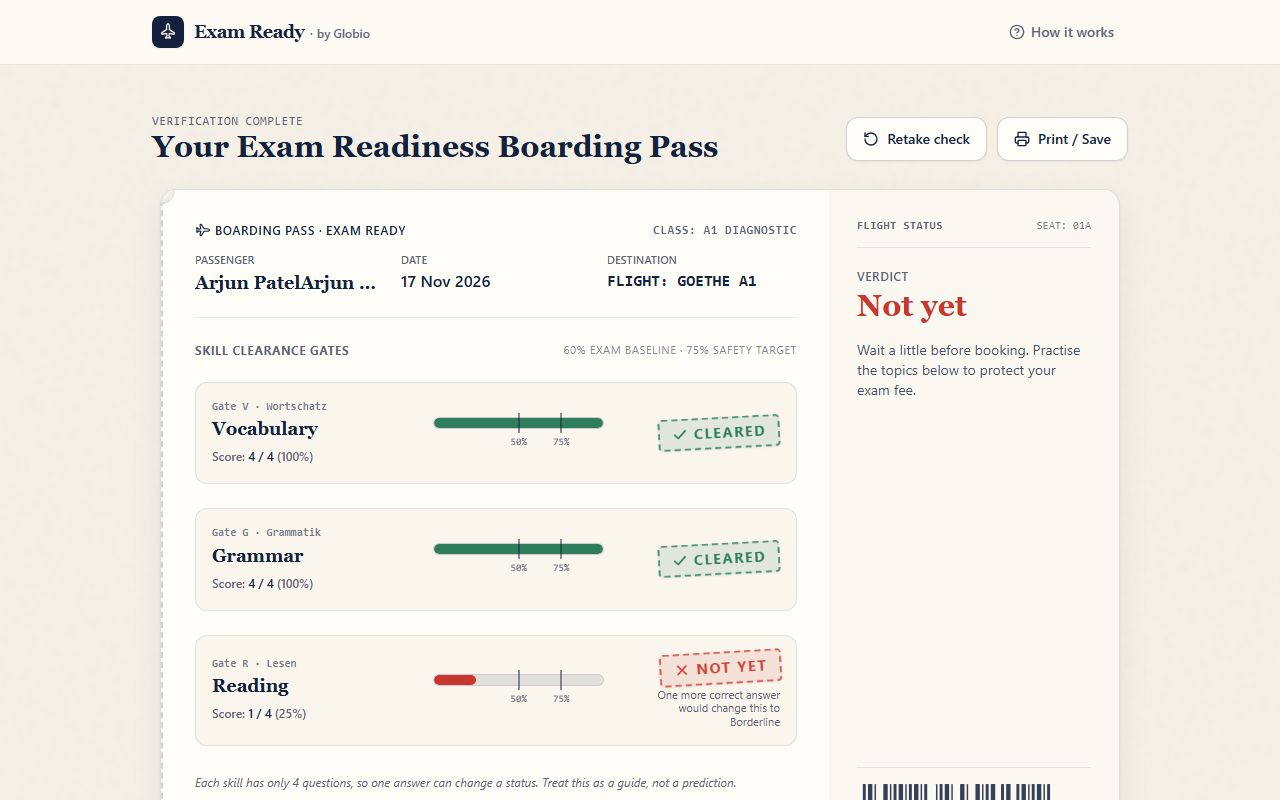 Exam Ready · by Globio
How it works
VERIFICATION COMPLETE
Your Exam Readiness Boarding Pass
Retake check
Print / Save
BOARDING PASS · EXAM READY
CLASS: A1 DIAGNOSTIC
PASSENGER
DATE
DESTINATION
Arjun PatelArjun ...
17 Nov 2026
FLIGHT: GOETHE A1
SKILL CLEARANCE GATES
60% EXAM BASELINE · 75% SAFETY TARGET
Gate V · Wortschatz
Vocabulary
Score: 4 / 4 (100%)
50%
75%
CLEARED
Gate G · Grammatik
Grammar
Score: 4 / 4 (100%)
50%
75%
CLEARED
Gate R · Lesen
Reading
Score: 1 / 4 (25%)
50%
75%
NOT YET
One more correct answer
would change this to
Borderline
Each skill has only 4 questions, so one answer can change a status. Treat this as a guide, not a prediction.
FLIGHT STATUS
SEAT: 01A
VERDICT
Not yet
Wait a little before booking. Practise
the topics below to protect your
exam fee.